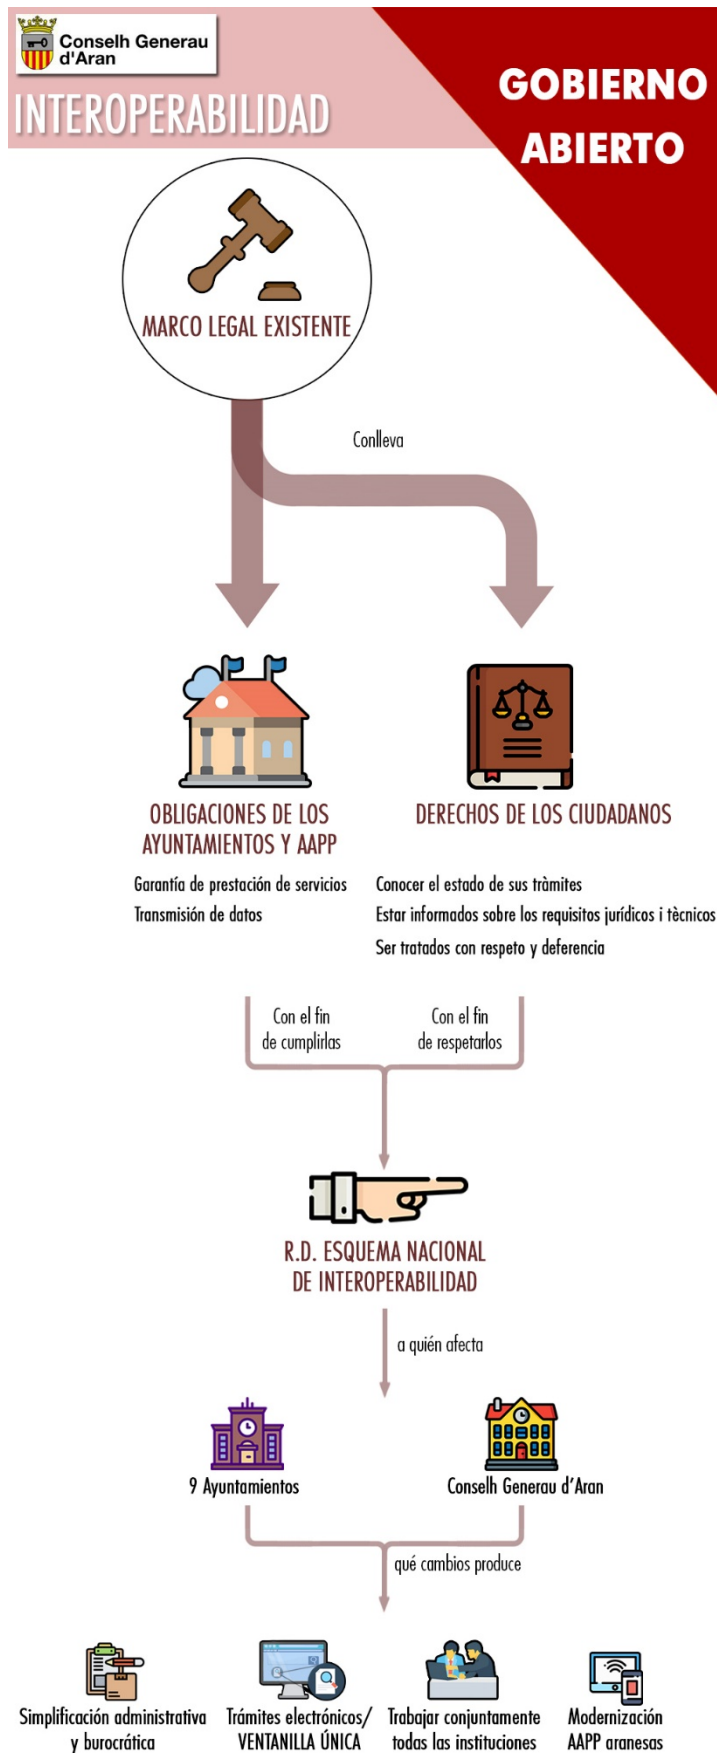 Conselh Generau
d'Aran
INTEROPERABILIDAD
GOBIERNO
ABIERTO
MARCO LEGAL EXISTENTE
Conlleva
OBLIGACIONES DE LOS
AYUNTAMIENTOS Y AAPP
Garantía de prestación de servicios
Transmisión de datos
DERECHOS DE LOS CIUDADANOS
Conocer el estado de sus tràmites
Estar informados sobre los requisitos jurídicos i tècnicos
Ser tratados con respeto y deferencia
Con el fin
de cumplirlas
Con el fin
de respetarlos
R.D. ESQUEMA NACIONAL
DE INTEROPERABILIDAD
a quién afecta
9 Ayuntamientos
Conselh Generau d'Aran
qué cambios produce
Simplificación administrativa
y burocrática
Trámites electrónicos/
VENTANILLA ÚNICA
Trabajar conjuntamente
todas las instituciones
Modernización
AAPP aranesas